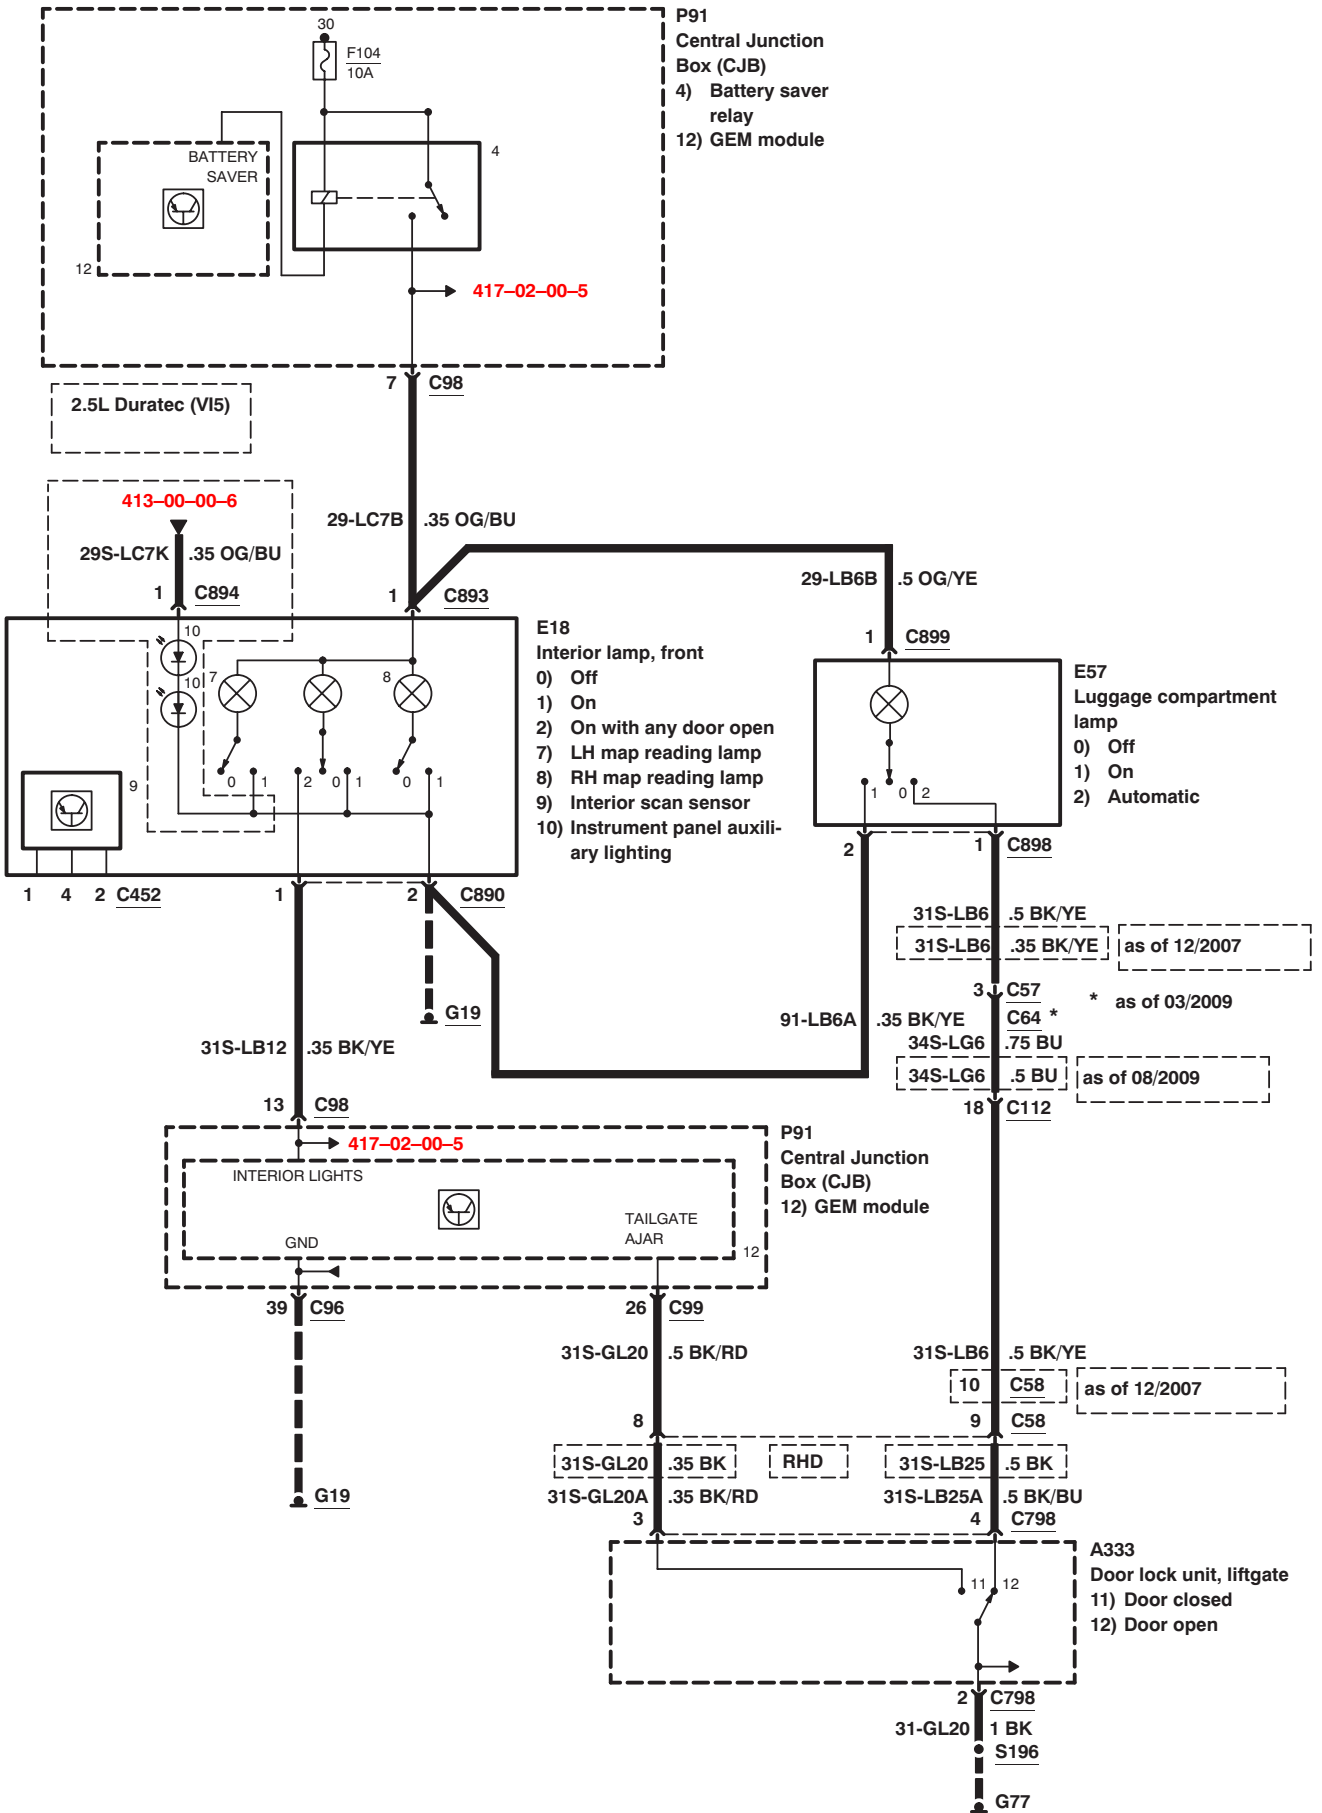 30
F104
10A
P91
Central Junction
Box (CJB)
4) Battery saver
relay
12) GEM module
BATTERY
SAVER
4
12
417–02–00–5
7 C98
2.5L Duratec (VI5)
413–00–00–6
29-LC7B .35 OG/BU
29S-LC7K .35 OG/BU
29-LB6B .5 OG/YE
1 C894
1 C893
1 C899
10
10
7
8
0 1
2 0 1
0 1
9
E18
Interior lamp, front
0) Off
1) On
2) On with any door open
7) LH map reading lamp
8) RH map reading lamp
9) Interior scan sensor
10) Instrument panel auxili-
ary lighting
1 0 2
E57
Luggage compartment
lamp
0) Off
1) On
2) Automatic
1 4 2 C452
1 2 C890
2 1 C898
31S-LB6 .5 BK/YE
31S-LB6 .35 BK/YE as of 12/2007
3 C57
* as of 03/2009
C64 *
G19
91-LB6A .35 BK/YE
34S-LG6 .75 BU
31S-LB12 .35 BK/YE
34S-LG6 .5 BU as of 08/2009
13 C98
18 C112
417–02–00–5
INTERIOR LIGHTS
TAILGATE
AJAR
GND
12
P91
Central Junction
Box (CJB)
12) GEM module
39 C96
26 C99
31S-GL20 .5 BK/RD
31S-LB6 .5 BK/YE
10 C58 as of 12/2007
8
9 C58
31S-GL20 .35 BK
RHD
31S-LB25 .5 BK
31S-GL20A .35 BK/RD
31S-LB25A .5 BK/BU
G19
3
4 C798
11 12
A333
Door lock unit, liftgate
11) Door closed
12) Door open
2 C798
31-GL20 1 BK
S196
G77